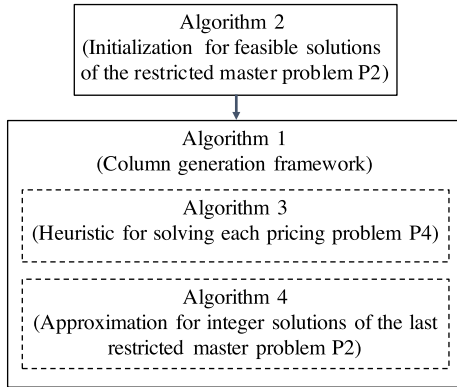 Algorithm 2
(Initialization for feasible solutions
of the restricted master problem P2)
Algorithm 1
(Column generation framework)
Algorithm 3
(Heuristic for solving each pricing problem P4)
Algorithm 4
(Approximation for integer solutions of the last
restricted master problem P2)